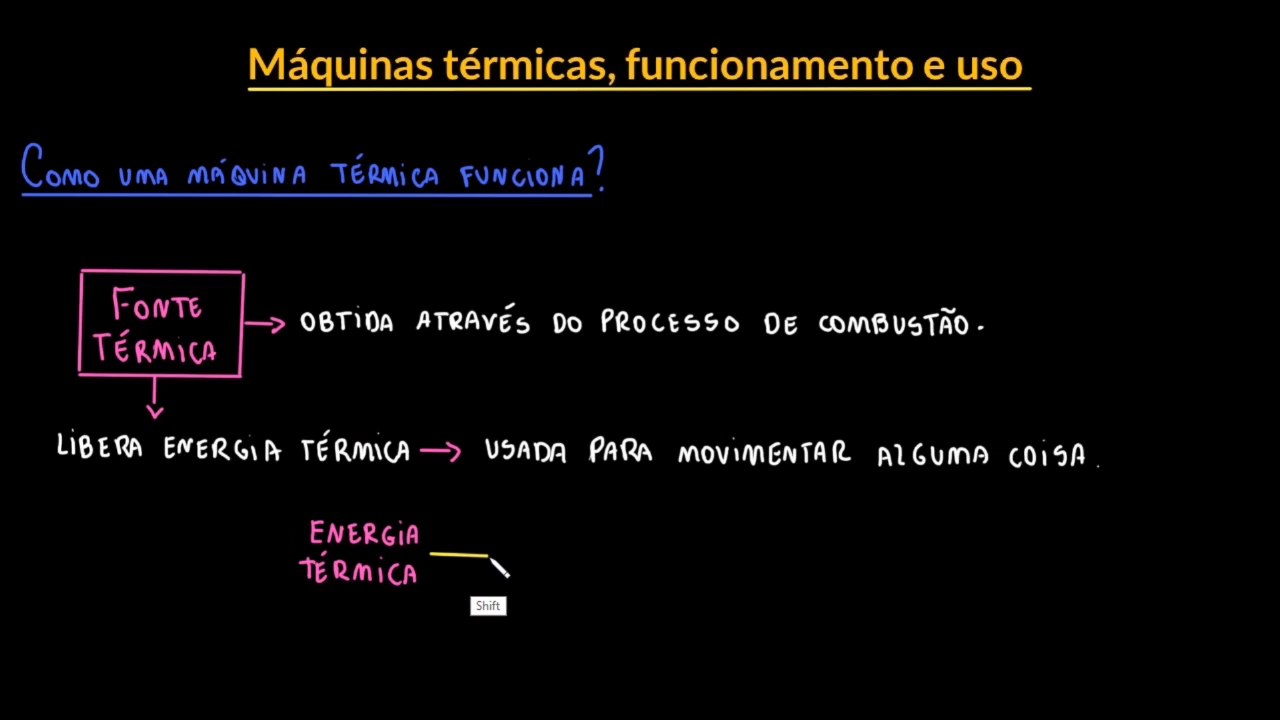 Máquinas térmicas, funcionamento e uso
COMO UMA MÁQUINA TÉRMICA FUNCIONA?
FONTE
TÉRMICA
OBTIDA ATRAVÉS DO PROCESSO DE COMBUSTÃO.
LIBERA ENERGIA TÉRMICA → USADA PARA MOVIMENTAR ALGUMA COISA.
ENERGIA
TÉRMICA
Shift